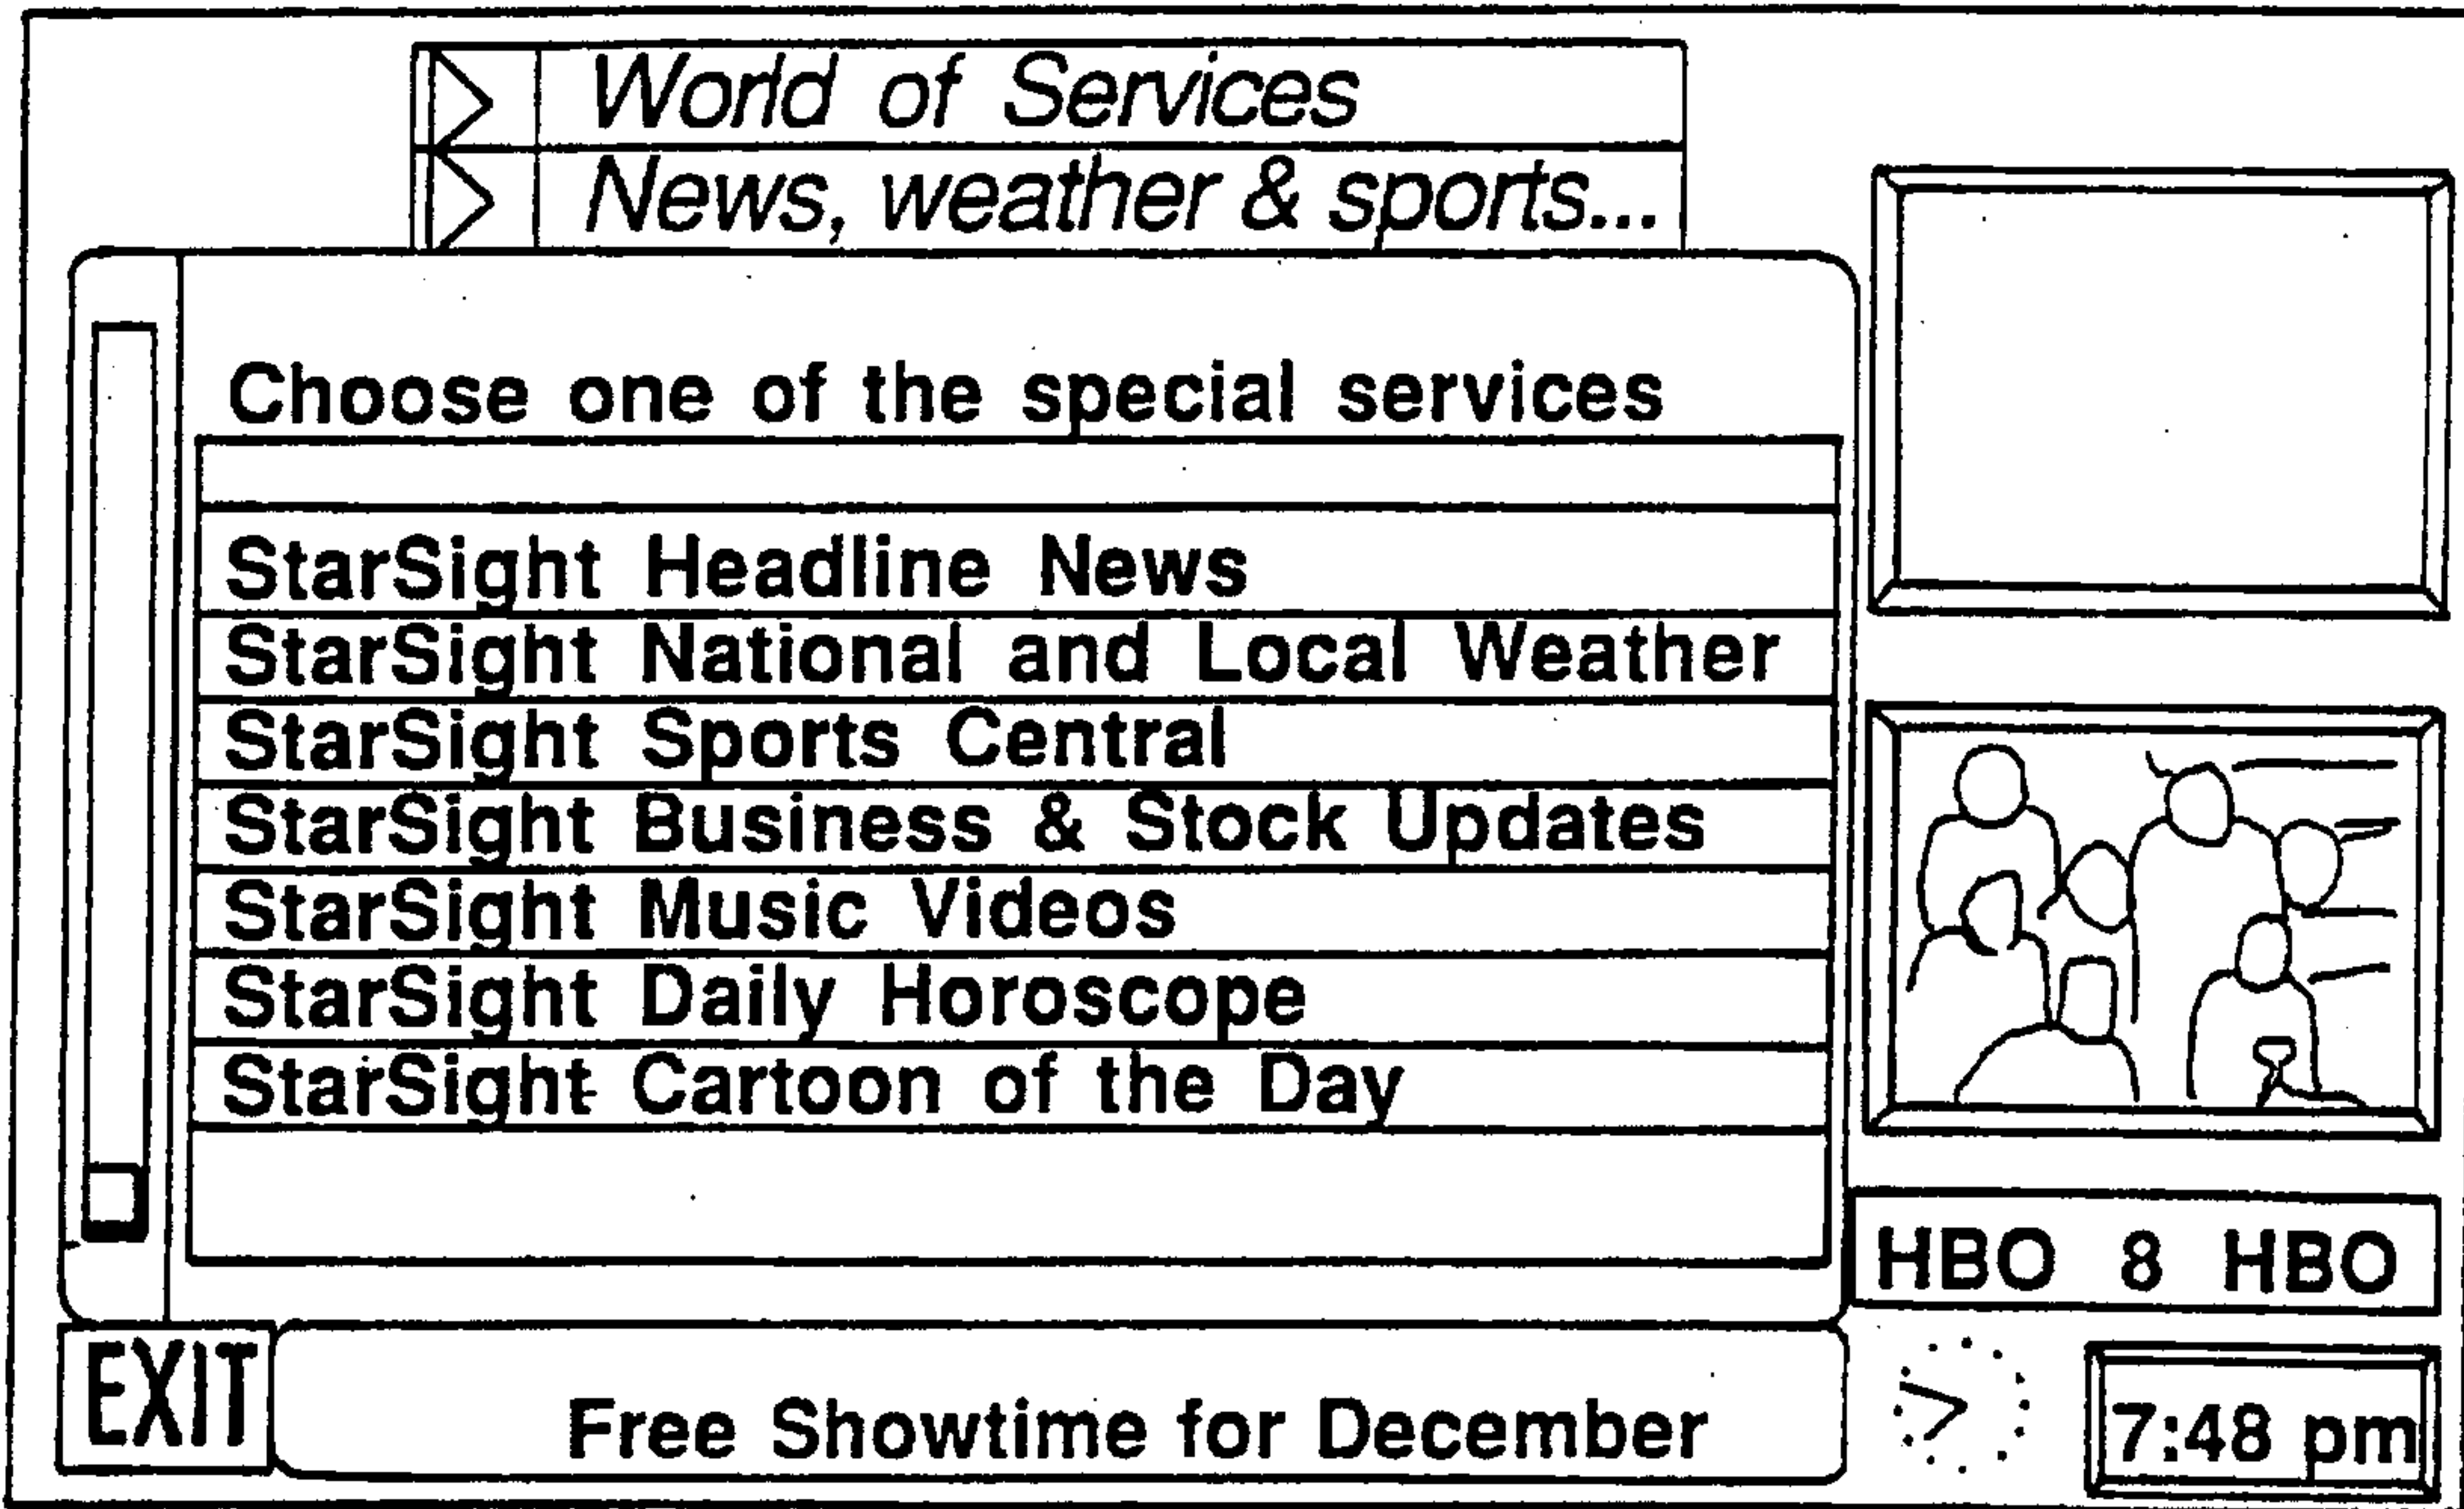 World of Services
News, weather & sports...
Choose one of the special services
StarSight Headline News
StarSight National and Local Weather
StarSight Sports Central
StarSight Business & Stock Updates
StarSight Music Videos
StarSight Daily Horoscope
StarSight Cartoon of the Day
HBO 8 HBO
EXIT
Free Showtime for December
7:48 pm